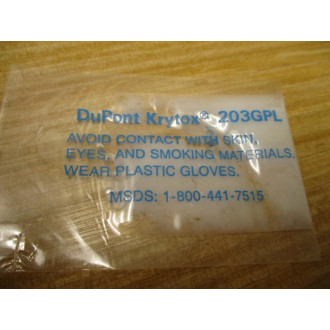 DuPont Krytox® 203GPL
AVOID CONTACT WITH SKIN,
EYES, AND SMOKING MATERIALS.
WEAR PLASTIC GLOVES.
MSDS: 1-800-441-7515